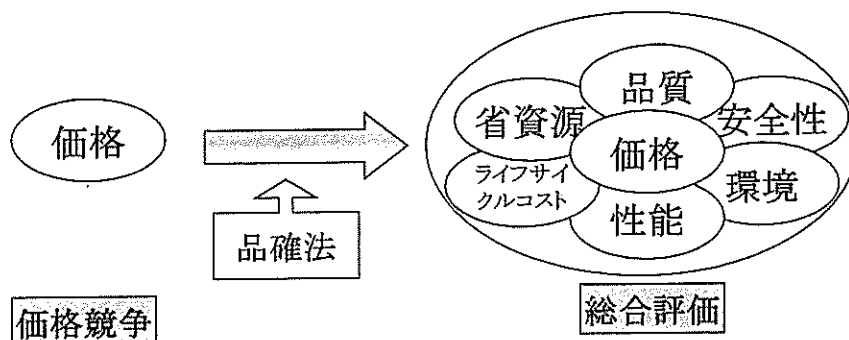 価格
品確法
価格競争
品質
省資源
安全性
価格
ライフサイ
クルコスト
環境
性能
総合評価